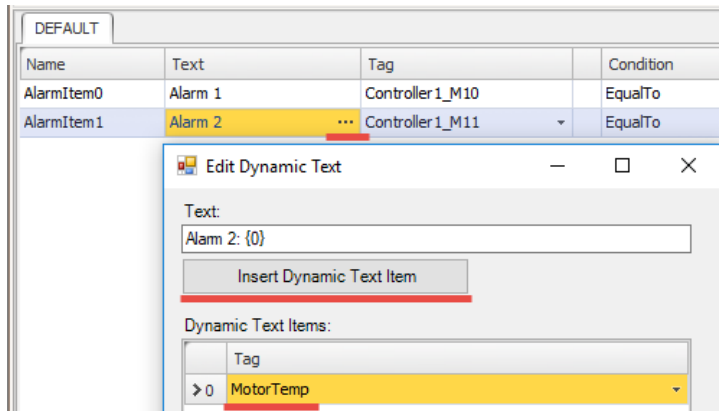 DEFAULT
Name Text Tag Condition
AlarmItem0 Alarm 1 Controller1_M10 EqualTo
AlarmItem1 Alarm 2 ... Controller1_M11 EqualTo
Edit Dynamic Text
Text:
Alarm 2: {0}
Insert Dynamic Text Item
Dynamic Text Items:
Tag
0 MotorTemp